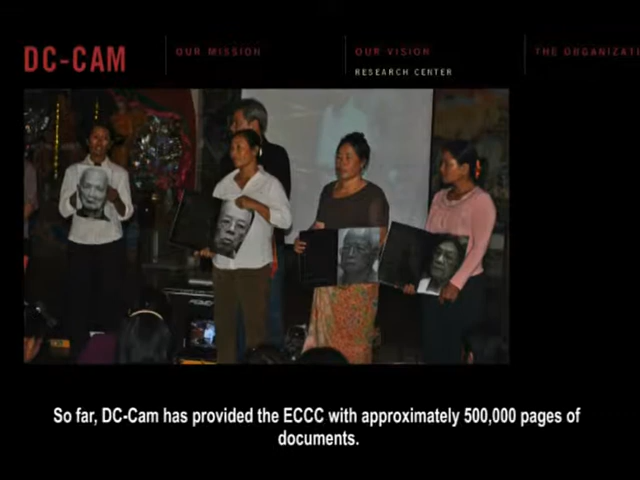 DC-CAM
OUR MISSION
OUR VISION
THE ORGANIZATI
RESEARCH CENTER
So far, DC-Cam has provided the ECCC with approximately 500,000 pages of
documents.